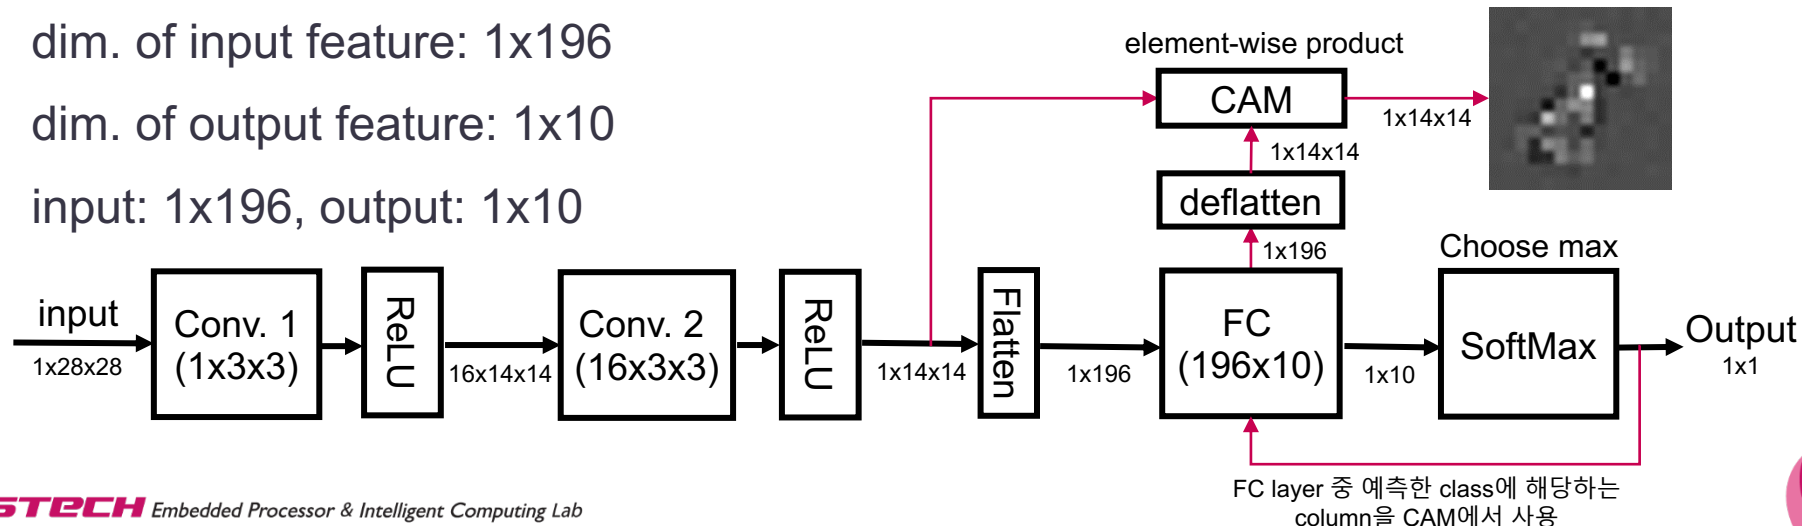 dim. of input feature: 1x196
dim. of output feature: 1x10
input: 1x196, output: 1x10
element-wise product
CAM
1x14x14
1x14x14
deflatten
1x196
Choose max
input
1x28x28
Conv. 1
(1x3x3)
ReLU
16x14x14
Conv. 2
(16x3x3)
ReLU
1x14x14
Flatten
1x196
FC
(196x10)
1x10
SoftMax
Output
1x1
FC layer 중 예측한 class에 해당하는
column을 CAM에서 사용
STECH Embedded Processor & Intelligent Computing Lab